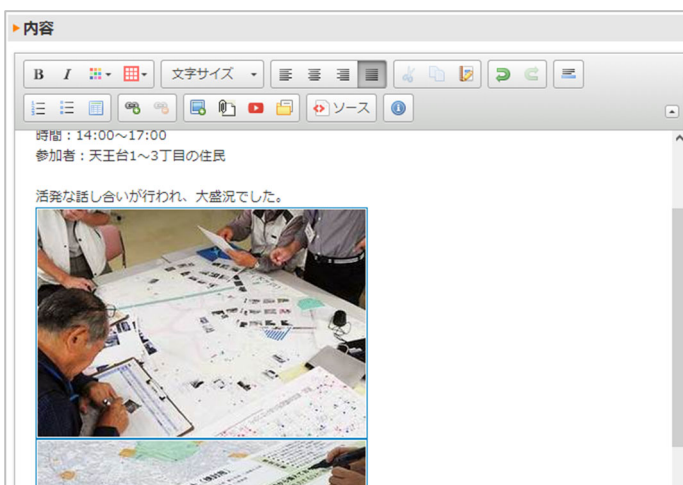 内容
B I 文字サイズ
ソース
時間：14:00～17:00
参加者：天王台1～3丁目の住民
活発な話し合いが行われ、大盛況でした。